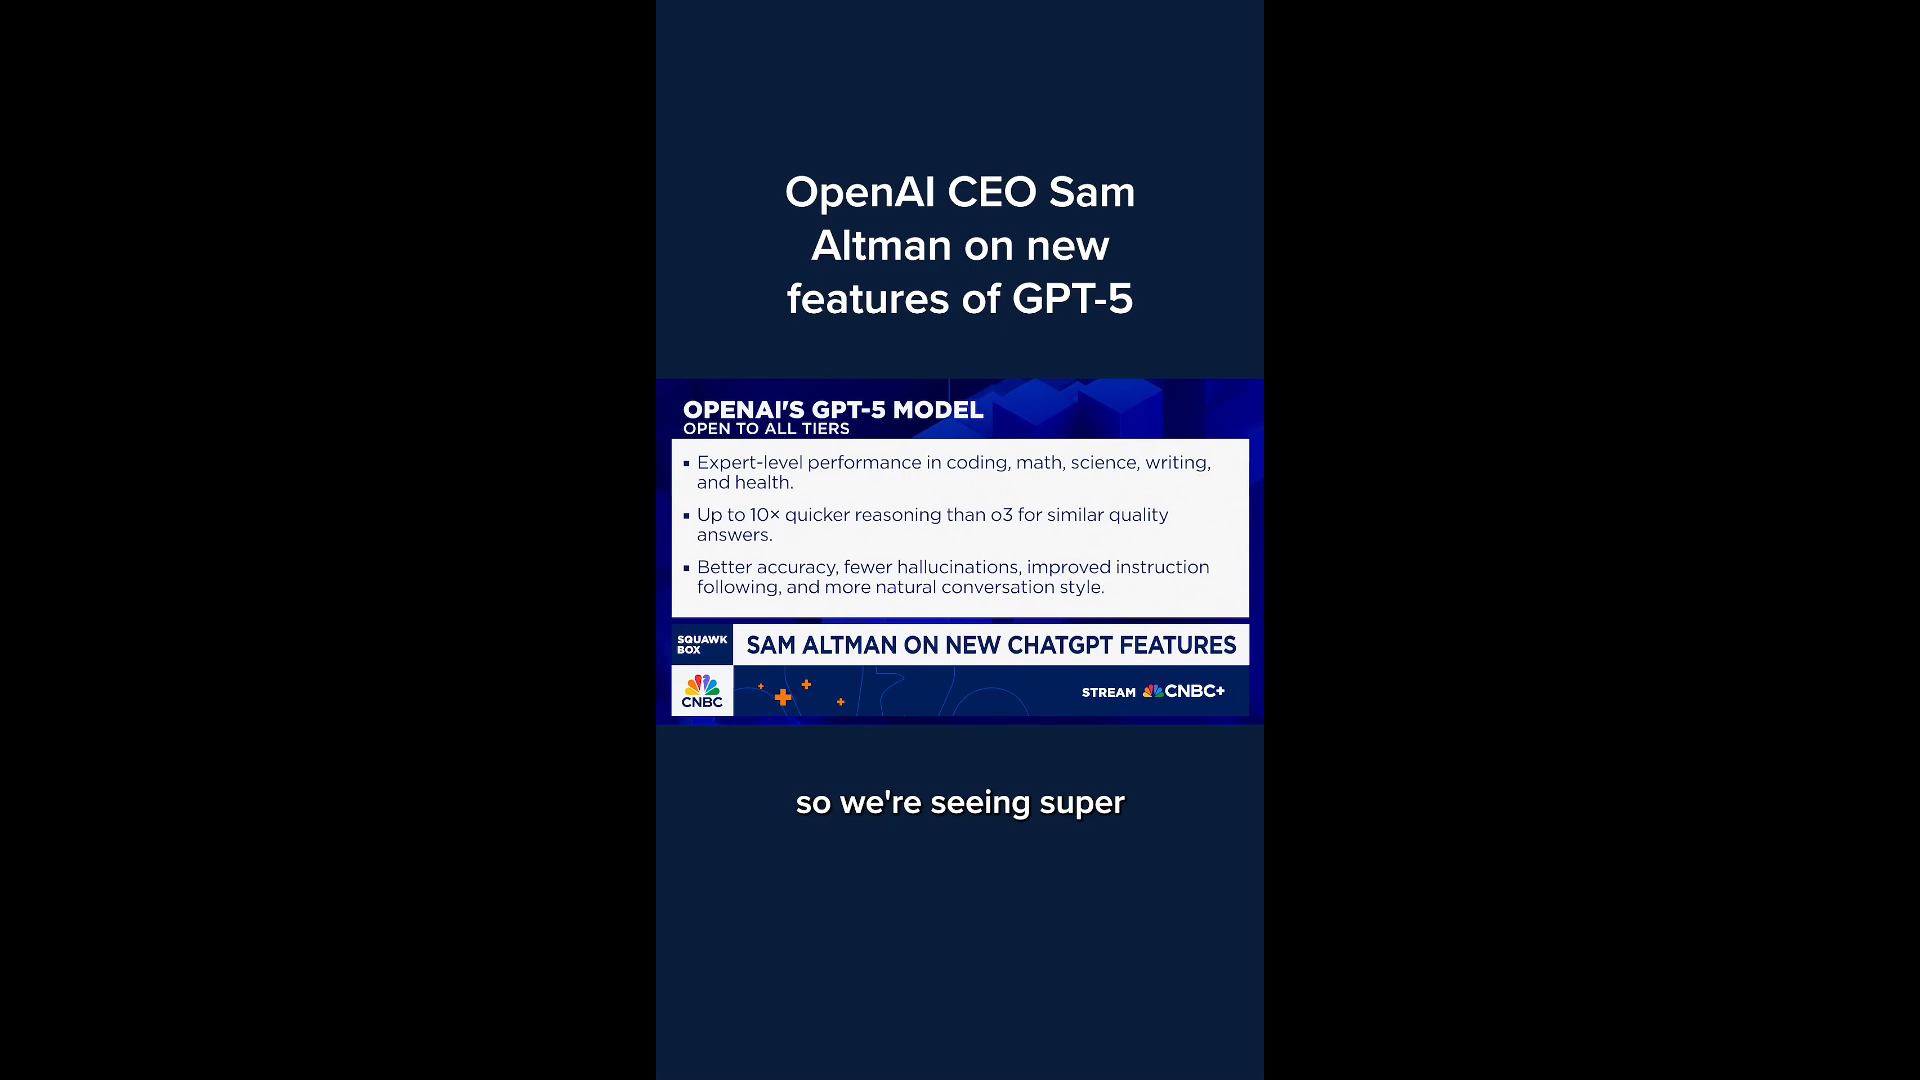 OpenAI CEO Sam
Altman on new
features of GPT-5
OPENAI'S GPT-5 MODEL
OPEN TO ALL TIERS
▪ Expert-level performance in coding, math, science, writing,
and health.
▪ Up to 10× quicker reasoning than o3 for similar quality
answers.
▪ Better accuracy, fewer hallucinations, improved instruction
following, and more natural conversation style.
SQUAWK
BOX
SAM ALTMAN ON NEW CHATGPT FEATURES
CNBC
STREAM CNBC+
so we're seeing super